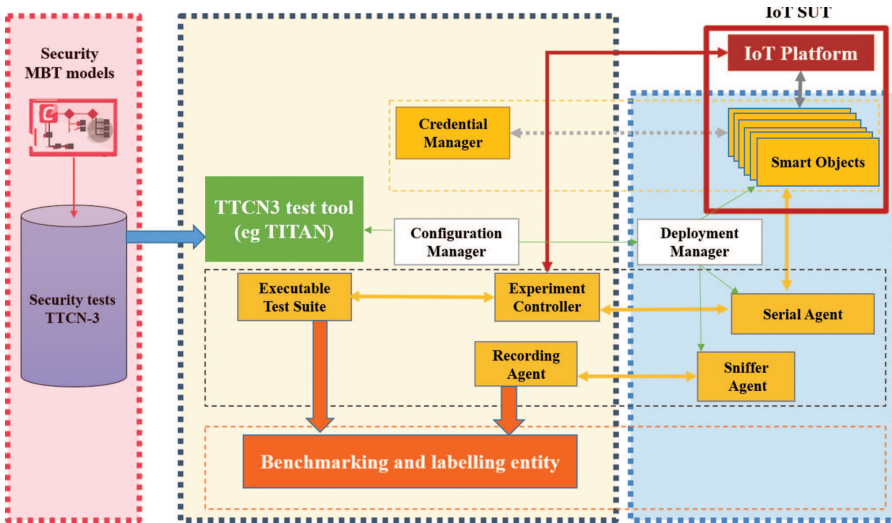 IoT SUT
Security
MBT models
IoT Platform
Credential
Manager
Smart Objects
TTCN3 test tool
(eg TITAN)
Configuration
Manager
Deployment
Manager
Security tests
TTCN-3
Executable
Test Suite
Experiment
Controller
Serial Agent
Recording
Agent
Sniffer
Agent
Benchmarking and labelling entity